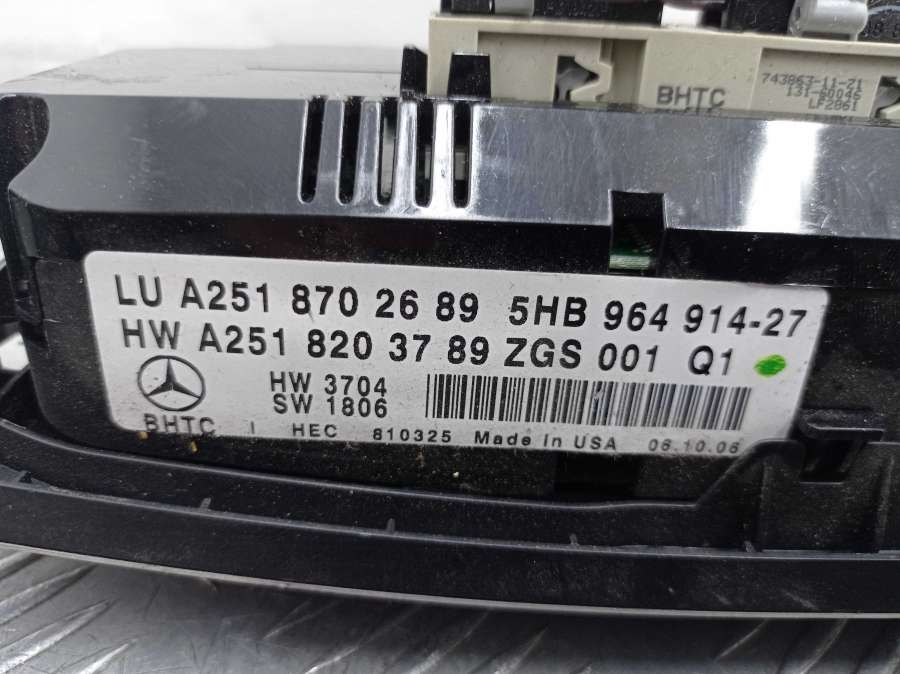 BHTC
743863-11-21
LF2861
LU A251 870 26 89 5HB 964 914-27
HW A251 820 37 89 ZGS 001 Q1
HW 3704
SW 1806
BHTC I HEC 810325 Made in USA 06.10.06